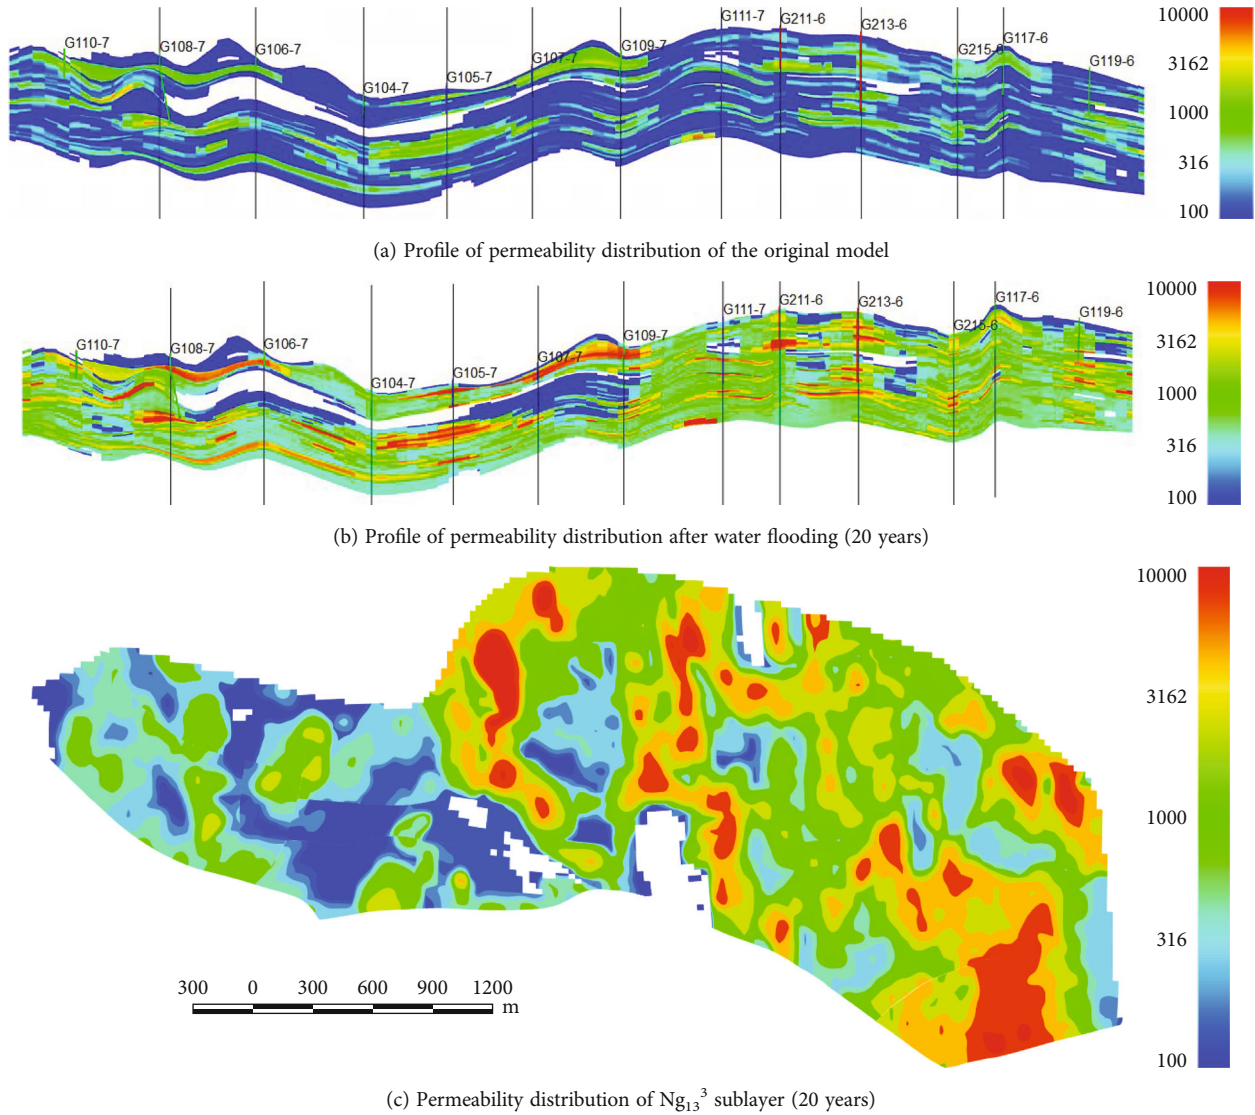 G110-7 G108-7 G106-7 G104-7 G105-7 G107-7 G109-7 G111-7 G211-6 G213-6 G215-6 G117-6 G119-6
10000
3162
1000
316
100
(a) Profile of permeability distribution of the original model
G110-7 G108-7 G106-7 G104-7 G105-7 G107-7 G109-7 G111-7 G211-6 G213-6 G215-6 G117-6 G119-6
10000
3162
1000
316
100
(b) Profile of permeability distribution after water flooding (20 years)
10000
3162
1000
316
100
300 0 300 600 900 1200
m
(c) Permeability distribution of Ng₁₃³ sublayer (20 years)